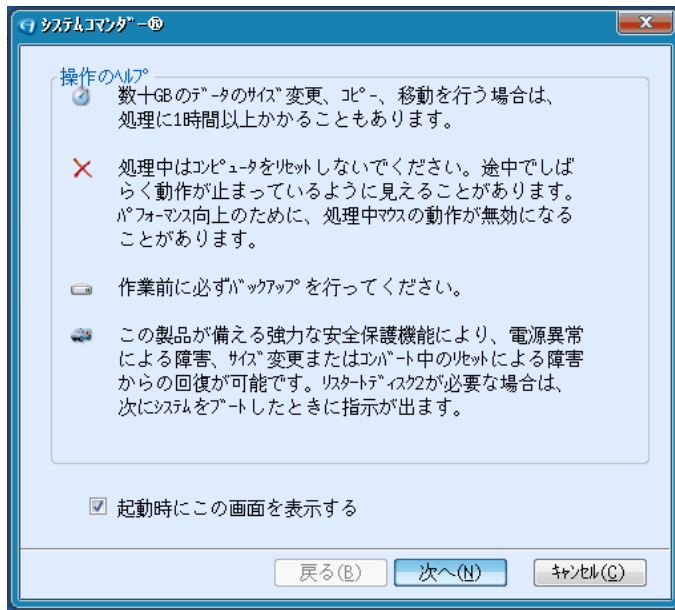 ｼｽﾃﾑｺﾏﾝﾀﾞｰ®
操作のﾍﾙﾌﾟ
数十GBのﾃﾞｰﾀのｻｲｽﾞ変更、ｺﾋﾟｰ、移動を行う場合は、
処理に1時間以上かかることもあります。
処理中はｺﾝﾋﾟｭｰﾀをﾘｾｯﾄしないでください。途中でしば
らく動作が止まっているように見えることがあります。
ﾊﾟﾌｫｰﾏﾝｽ向上のために、処理中ﾏｳｽの動作が無効になる
ことがあります。
作業前に必ずﾊﾞｯｸｱｯﾌﾟを行ってください。
この製品が備える強力な安全保護機能により、電源異常
による障害、ｻｲｽﾞ変更またはｺﾝﾊﾞｰﾄ中のﾘｾｯﾄによる障害
からの回復が可能です。ﾘｽﾀｰﾄﾃﾞｨｽｸ2が必要な場合は、
次にｼｽﾃﾑをﾌﾞｰﾄしたときに指示が出ます。
起動時にこの画面を表示する
戻る(B) 次へ(N) ｷｬﾝｾﾙ(C)